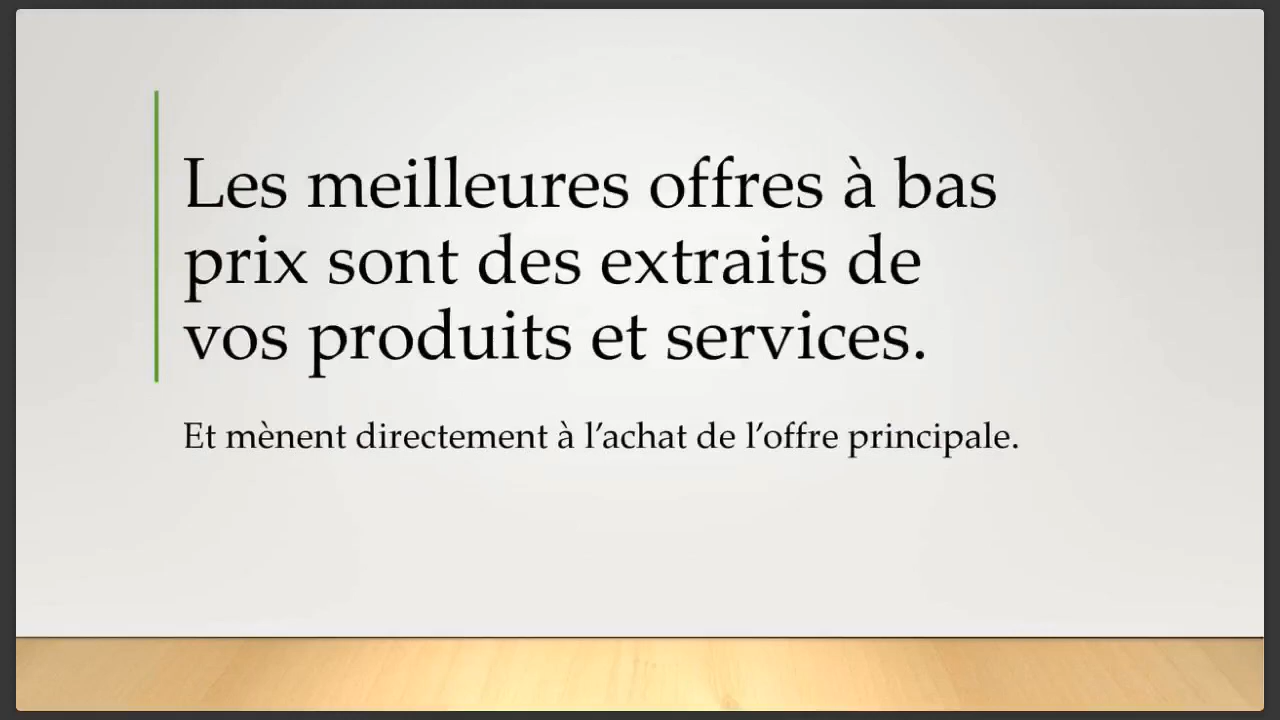 Les meilleures offres à bas
prix sont des extraits de
vos produits et services.
Et mènent directement à l’achat de l’offre principale.